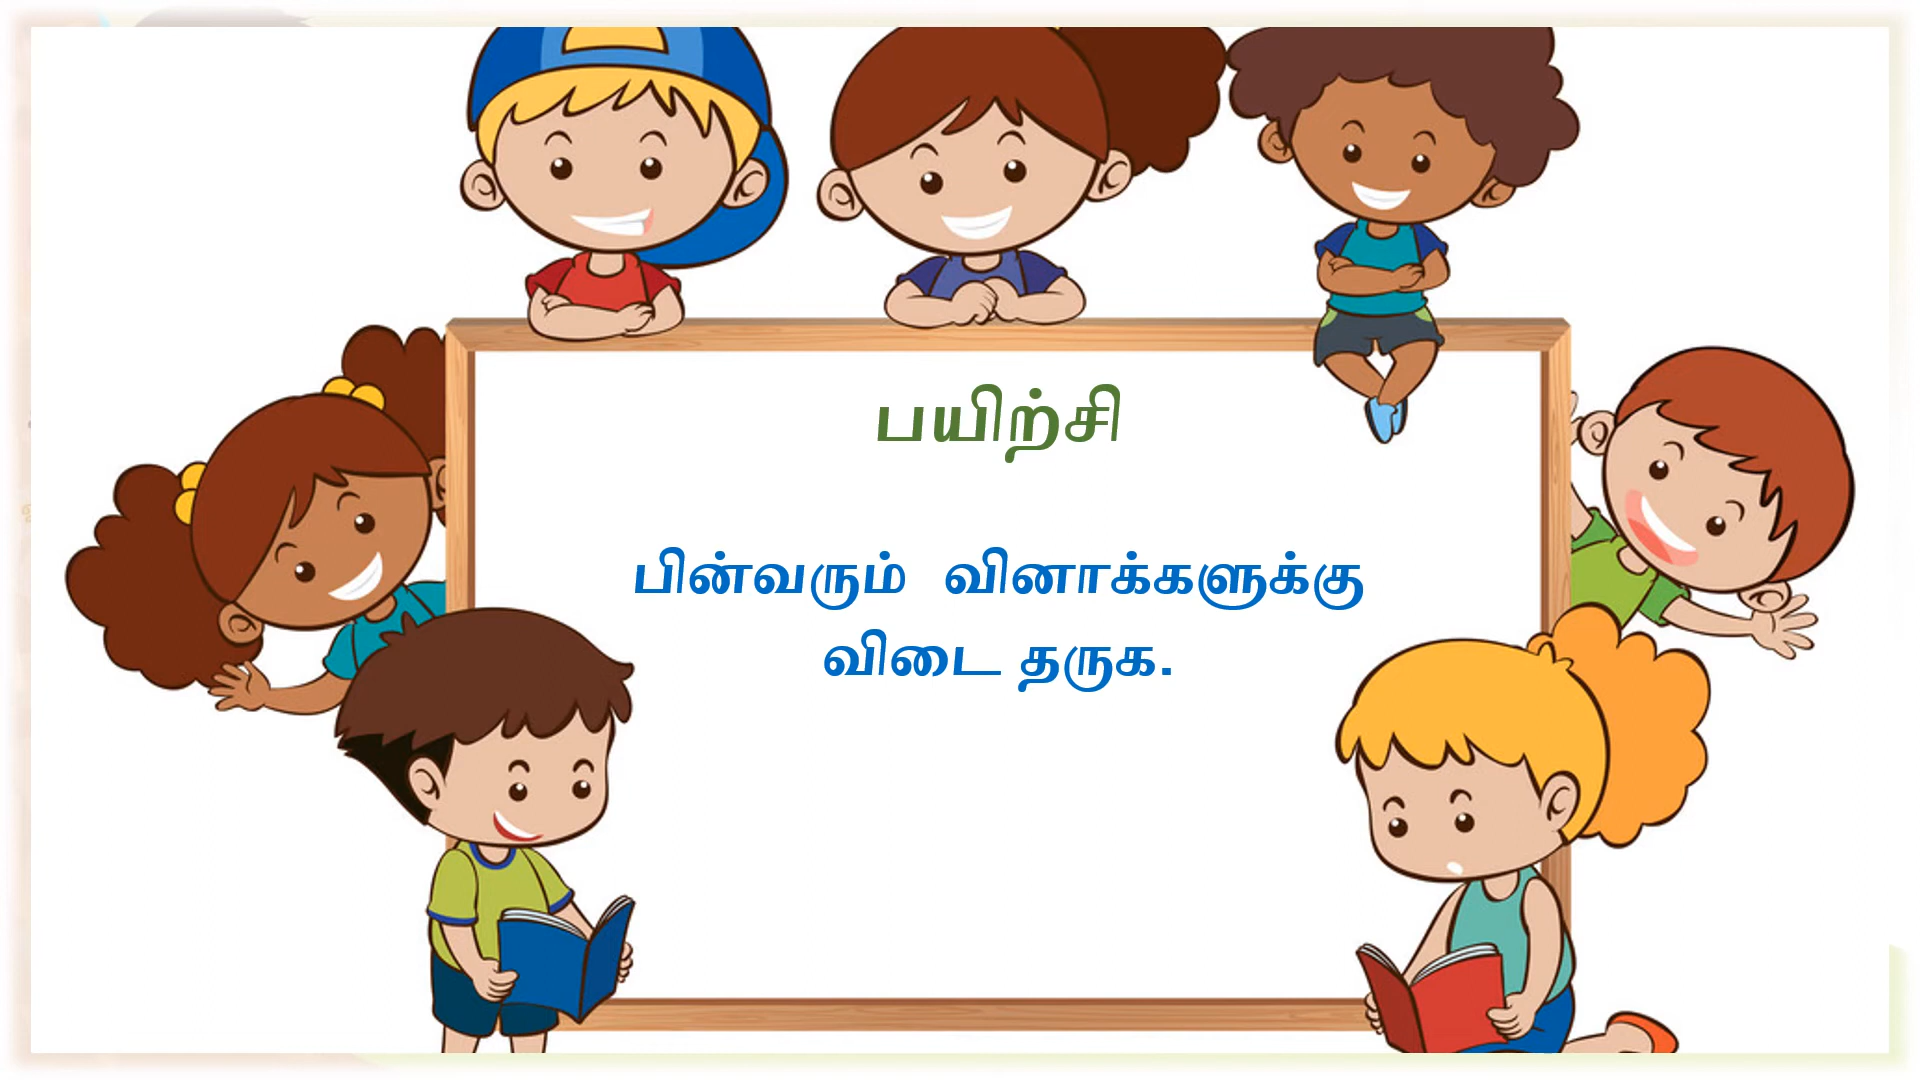 பயிற்சி
பின்வரும் வினாக்களுக்கு
விடை தருக.